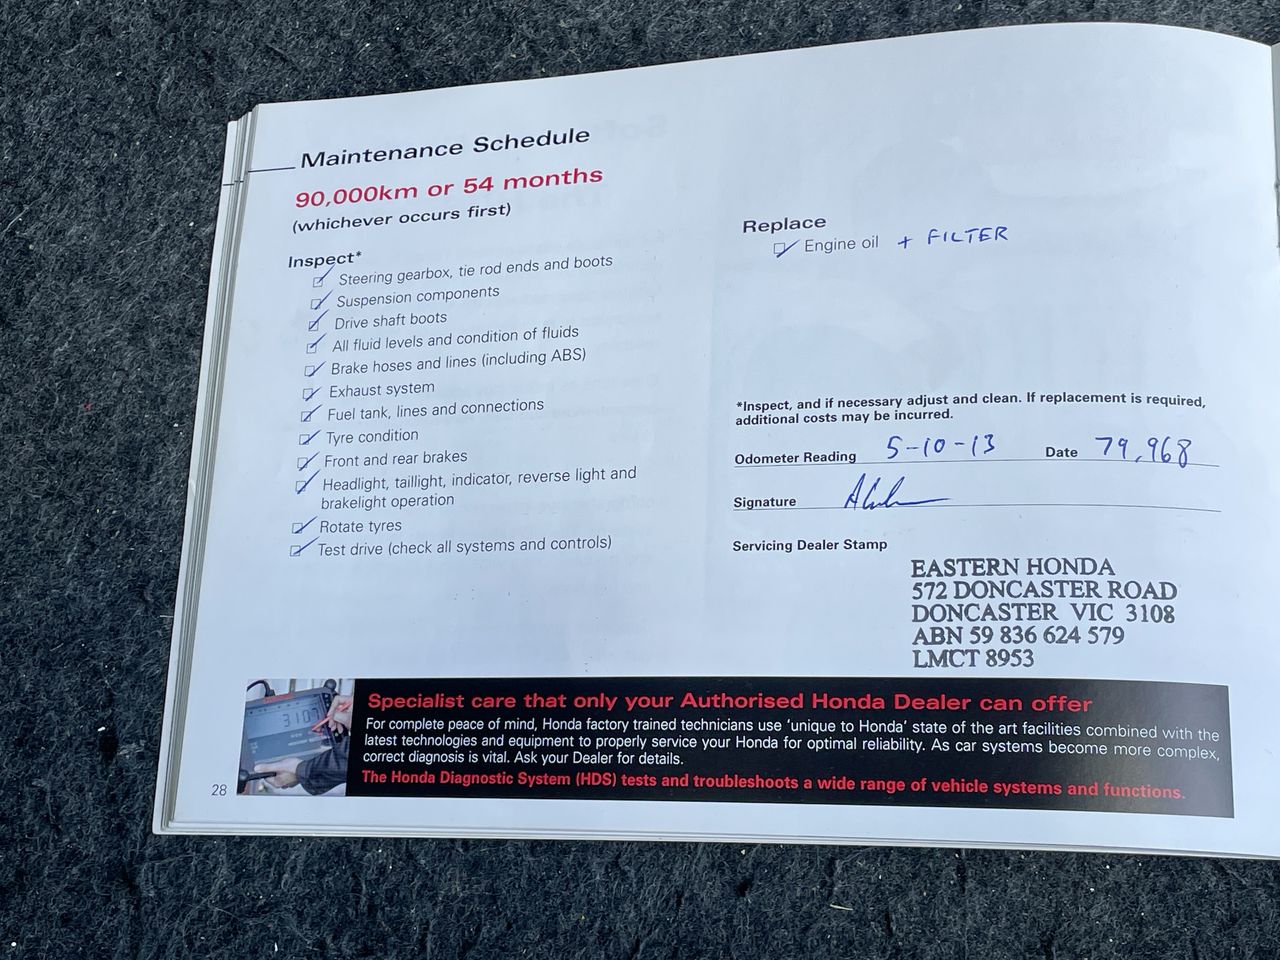 Maintenance Schedule
90,000km or 54 months
(whichever occurs first)
Inspect*
Steering gearbox, tie rod ends and boots
Suspension components
Drive shaft boots
All fluid levels and condition of fluids
Brake hoses and lines (including ABS)
Exhaust system
Fuel tank, lines and connections
Tyre condition
Front and rear brakes
Headlight, taillight, indicator, reverse light and
brakelight operation
Rotate tyres
Test drive (check all systems and controls)
Replace
Engine oil + FILTER
*Inspect, and if necessary adjust and clean. If replacement is required,
additional costs may be incurred.
Odometer Reading 5-10-13 Date 79,968
Signature
Servicing Dealer Stamp
EASTERN HONDA
572 DONCASTER ROAD
DONCASTER VIC 3108
ABN 59 836 624 579
LMCT 8953
3107
Specialist care that only your Authorised Honda Dealer can offer
For complete peace of mind, Honda factory trained technicians use 'unique to Honda' state of the art facilities combined with the
latest technologies and equipment to properly service your Honda for optimal reliability. As car systems become more complex,
correct diagnosis is vital. Ask your Dealer for details.
The Honda Diagnostic System (HDS) tests and troubleshoots a wide range of vehicle systems and functions.
28